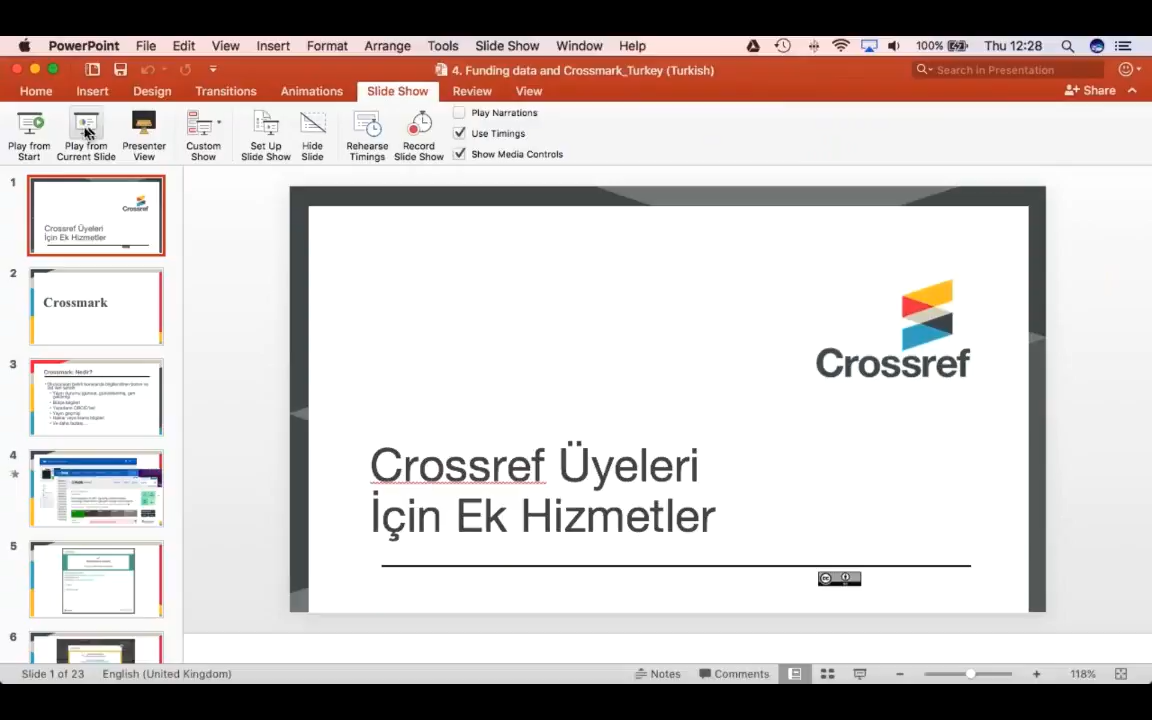 PowerPoint File Edit View Insert Format Arrange Tools Slide Show Window Help 100% Thu 12:28
4. Funding data and Crossmark_Turkey (Turkish) Search in Presentation
Home Insert Design Transitions Animations Slide Show Review View Share
Play from Start
Play from Current Slide
Presenter View
Custom Show
Set Up Slide Show
Hide Slide
Rehearse Timings
Record Slide Show
Play Narrations
Use Timings
Show Media Controls
1
Crossref
Crossref Üyeleri
İçin Ek Hizmetler
2
Crossmark
3
Crossmark: Nedir?
4
5
6
Crossref
Crossref Üyeleri
İçin Ek Hizmetler
Slide 1 of 23 English (United Kingdom) Notes Comments 118%